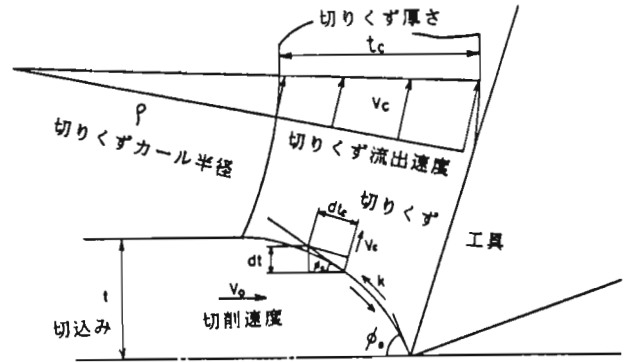 切りくず厚さ
tc
ρ
Vc
切りくずカール半径
切りくず流出速度
切りくず
工具
dtc
Vc
dt
k
t
V0
切込み
切削速度
φ0